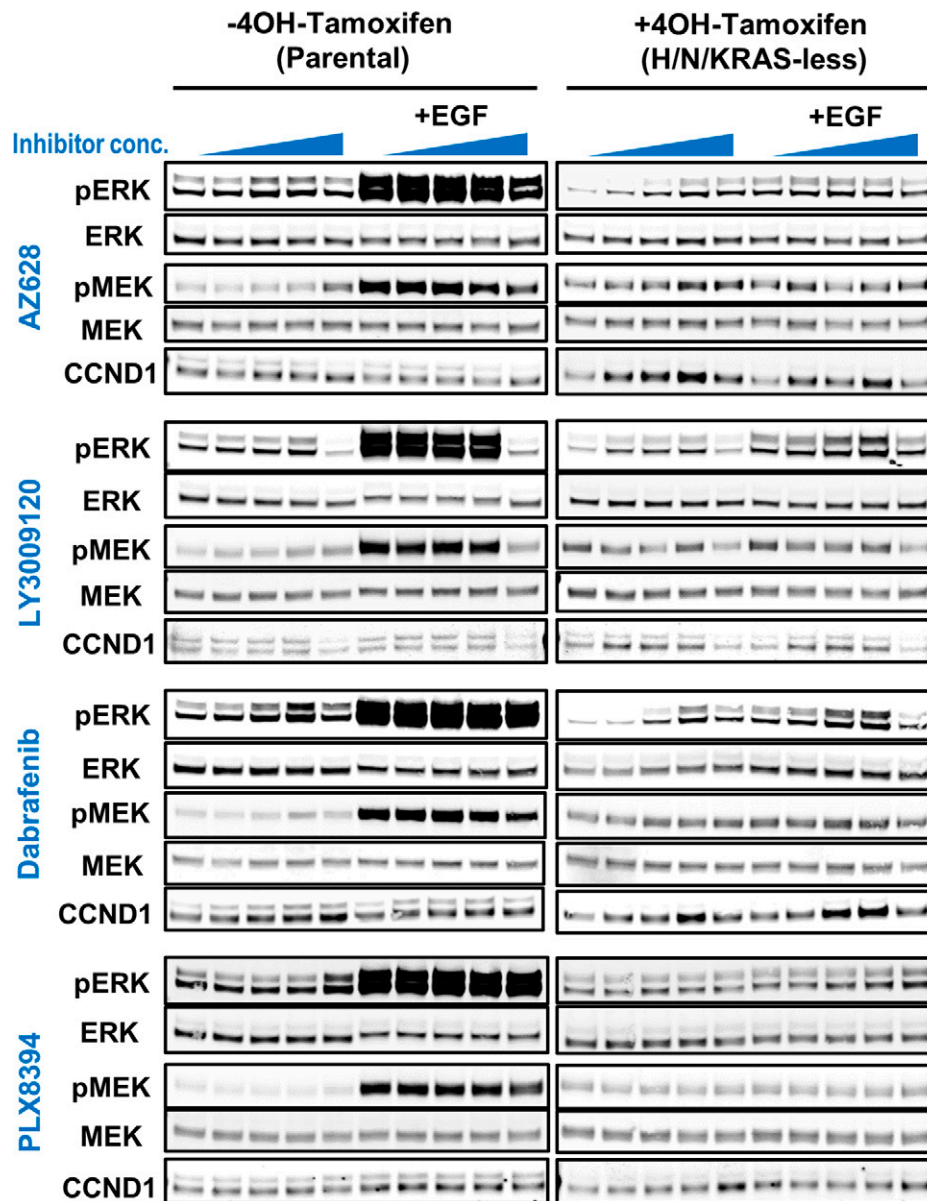 -4OH-Tamoxifen
(Parental)
+4OH-Tamoxifen
(H/N/KRAS-less)
+EGF
+EGF
Inhibitor conc.
AZ628
pERK
ERK
pMEK
MEK
CCND1
LY3009120
pERK
ERK
pMEK
MEK
CCND1
Dabrafenib
pERK
ERK
pMEK
MEK
CCND1
PLX8394
pERK
ERK
pMEK
MEK
CCND1